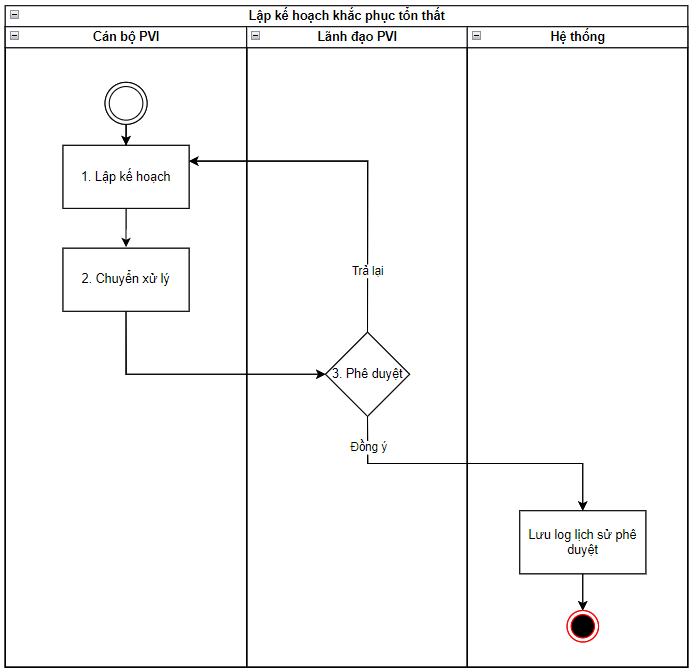 Lập kế hoạch khắc phục tổn thất
Cán bộ PVI
Lãnh đạo PVI
Hệ thống
1. Lập kế hoạch
2. Chuyển xử lý
Trả lại
3. Phê duyệt
Đồng ý
Lưu log lịch sử phê
duyệt